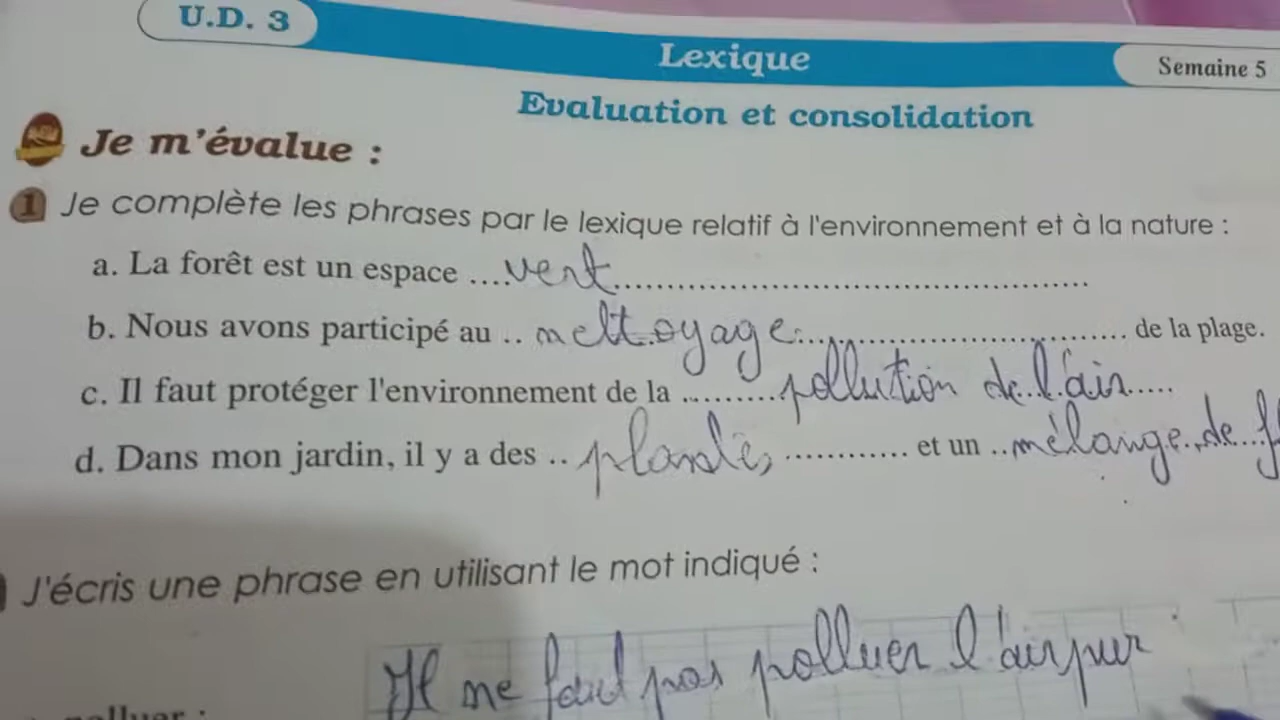 U.D. 3
Lexique
Semaine 5
Evaluation et consolidation
Je m'évalue :
1 Je complète les phrases par le lexique relatif à l'environnement et à la nature :
a. La forêt est un espace ....vert..........
b. Nous avons participé au .. nettoyage.......... de la plage.
c. Il faut protéger l'environnement de la .........pollution de l'air.....
d. Dans mon jardin, il y a des .. plantes ............ et un ..mélange de
J'écris une phrase en utilisant le mot indiqué :
Il ne faut pas polluer l'air pur
polluer :